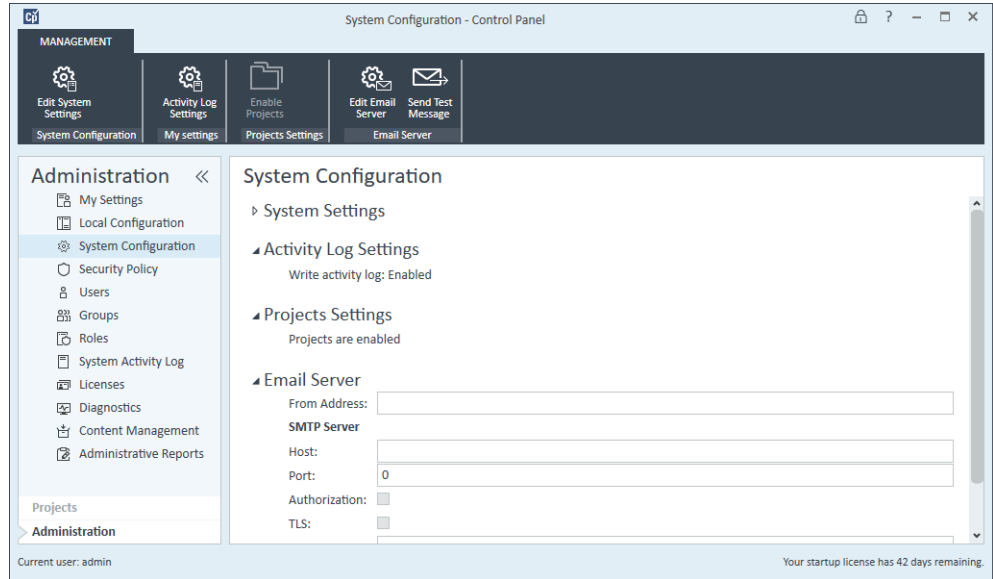 Cp
System Configuration - Control Panel
?
MANAGEMENT
Edit System Settings
Activity Log Settings
Enable Projects
Edit Email Server
Send Test Message
System Configuration
My settings
Projects Settings
Email Server
Administration
My Settings
Local Configuration
System Configuration
Security Policy
Users
Groups
Roles
System Activity Log
Licenses
Diagnostics
Content Management
Administrative Reports
Projects
Administration
System Configuration
System Settings
Activity Log Settings
Write activity log: Enabled
Projects Settings
Projects are enabled
Email Server
From Address:
SMTP Server
Host:
Port: 0
Authorization:
TLS:
Current user: admin
Your startup license has 42 days remaining.